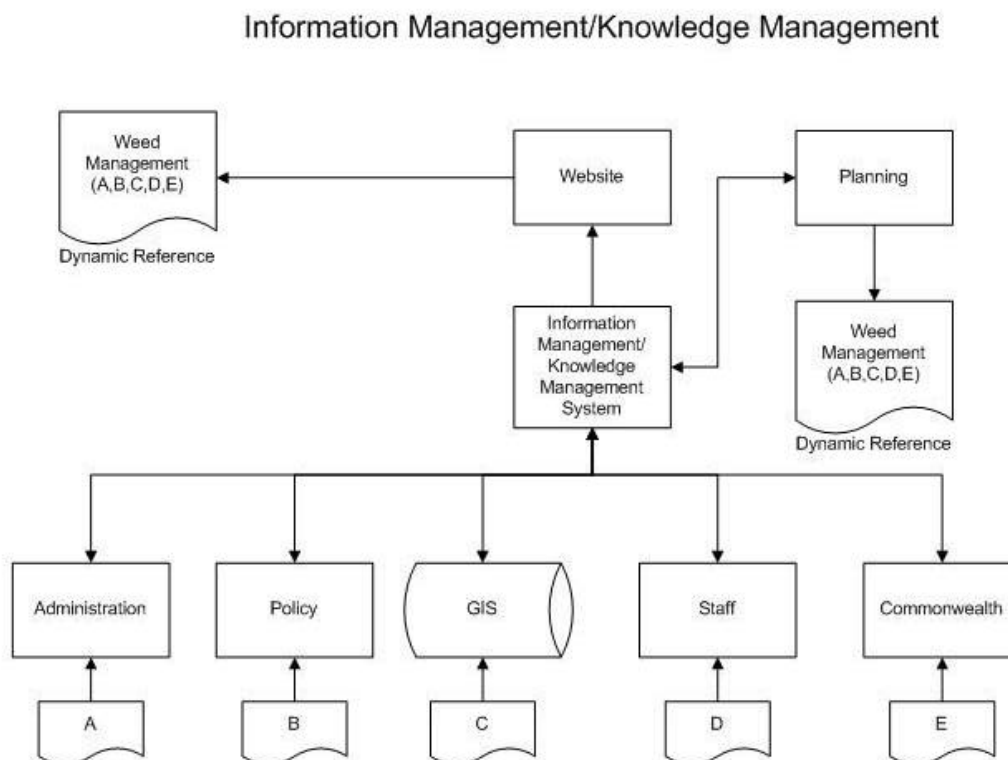 Information Management/Knowledge Management
Weed
Management
(A,B,C,D,E)
Dynamic Reference
Website
Planning
Information
Management/
Knowledge
Management
System
Weed
Management
(A,B,C,D,E)
Dynamic Reference
Administration
Policy
GIS
Staff
Commonwealth
A
B
C
D
E